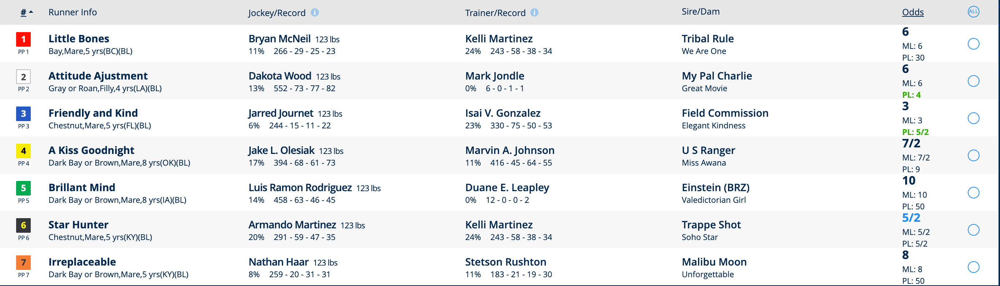 # Runner Info Jockey/Record i Trainer/Record i Sire/Dam Odds ALL
1 Little Bones Bryan McNeil 123 lbs Kelli Martinez Tribal Rule 6
PP 1 Bay,Mare,5 yrs(BC)(BL) 11% 266 - 29 - 25 - 23 24% 243 - 58 - 38 - 34 We Are One ML: 6
PL: 30
2 Attitude Ajustment Dakota Wood 123 lbs Mark Jondle My Pal Charlie 6
PP 2 Gray or Roan,Filly,4 yrs(LA)(BL) 13% 552 - 73 - 77 - 82 0% 6 - 0 - 1 - 1 Great Movie ML: 6
PL: 4
3 Friendly and Kind Jarred Journet 123 lbs Isai V. Gonzalez Field Commission 3
PP 3 Chestnut,Mare,5 yrs(FL)(BL) 6% 244 - 15 - 11 - 22 23% 330 - 75 - 50 - 53 Elegant Kindness ML: 3
PL: 5/2
4 A Kiss Goodnight Jake L. Olesiak 123 lbs Marvin A. Johnson U S Ranger 7/2
PP 4 Dark Bay or Brown,Mare,8 yrs(OK)(BL) 17% 394 - 68 - 61 - 73 11% 416 - 45 - 64 - 55 Miss Awana ML: 7/2
PL: 9
5 Brillant Mind Luis Ramon Rodriguez 123 lbs Duane E. Leapley Einstein (BRZ) 10
PP 5 Dark Bay or Brown,Mare,8 yrs(IA)(BL) 14% 458 - 63 - 46 - 45 0% 12 - 0 - 0 - 2 Valedictorian Girl ML: 10
PL: 50
6 Star Hunter Armando Martinez 123 lbs Kelli Martinez Trappe Shot 5/2
PP 6 Chestnut,Mare,5 yrs(KY)(BL) 20% 291 - 59 - 47 - 35 24% 243 - 58 - 38 - 34 Soho Star ML: 5/2
PL: 5/2
7 Irreplaceable Nathan Haar 123 lbs Stetson Rushton Malibu Moon 8
PP 7 Dark Bay or Brown,Mare,5 yrs(KY)(BL) 8% 259 - 20 - 31 - 31 11% 183 - 21 - 19 - 30 Unforgettable ML: 8
PL: 50